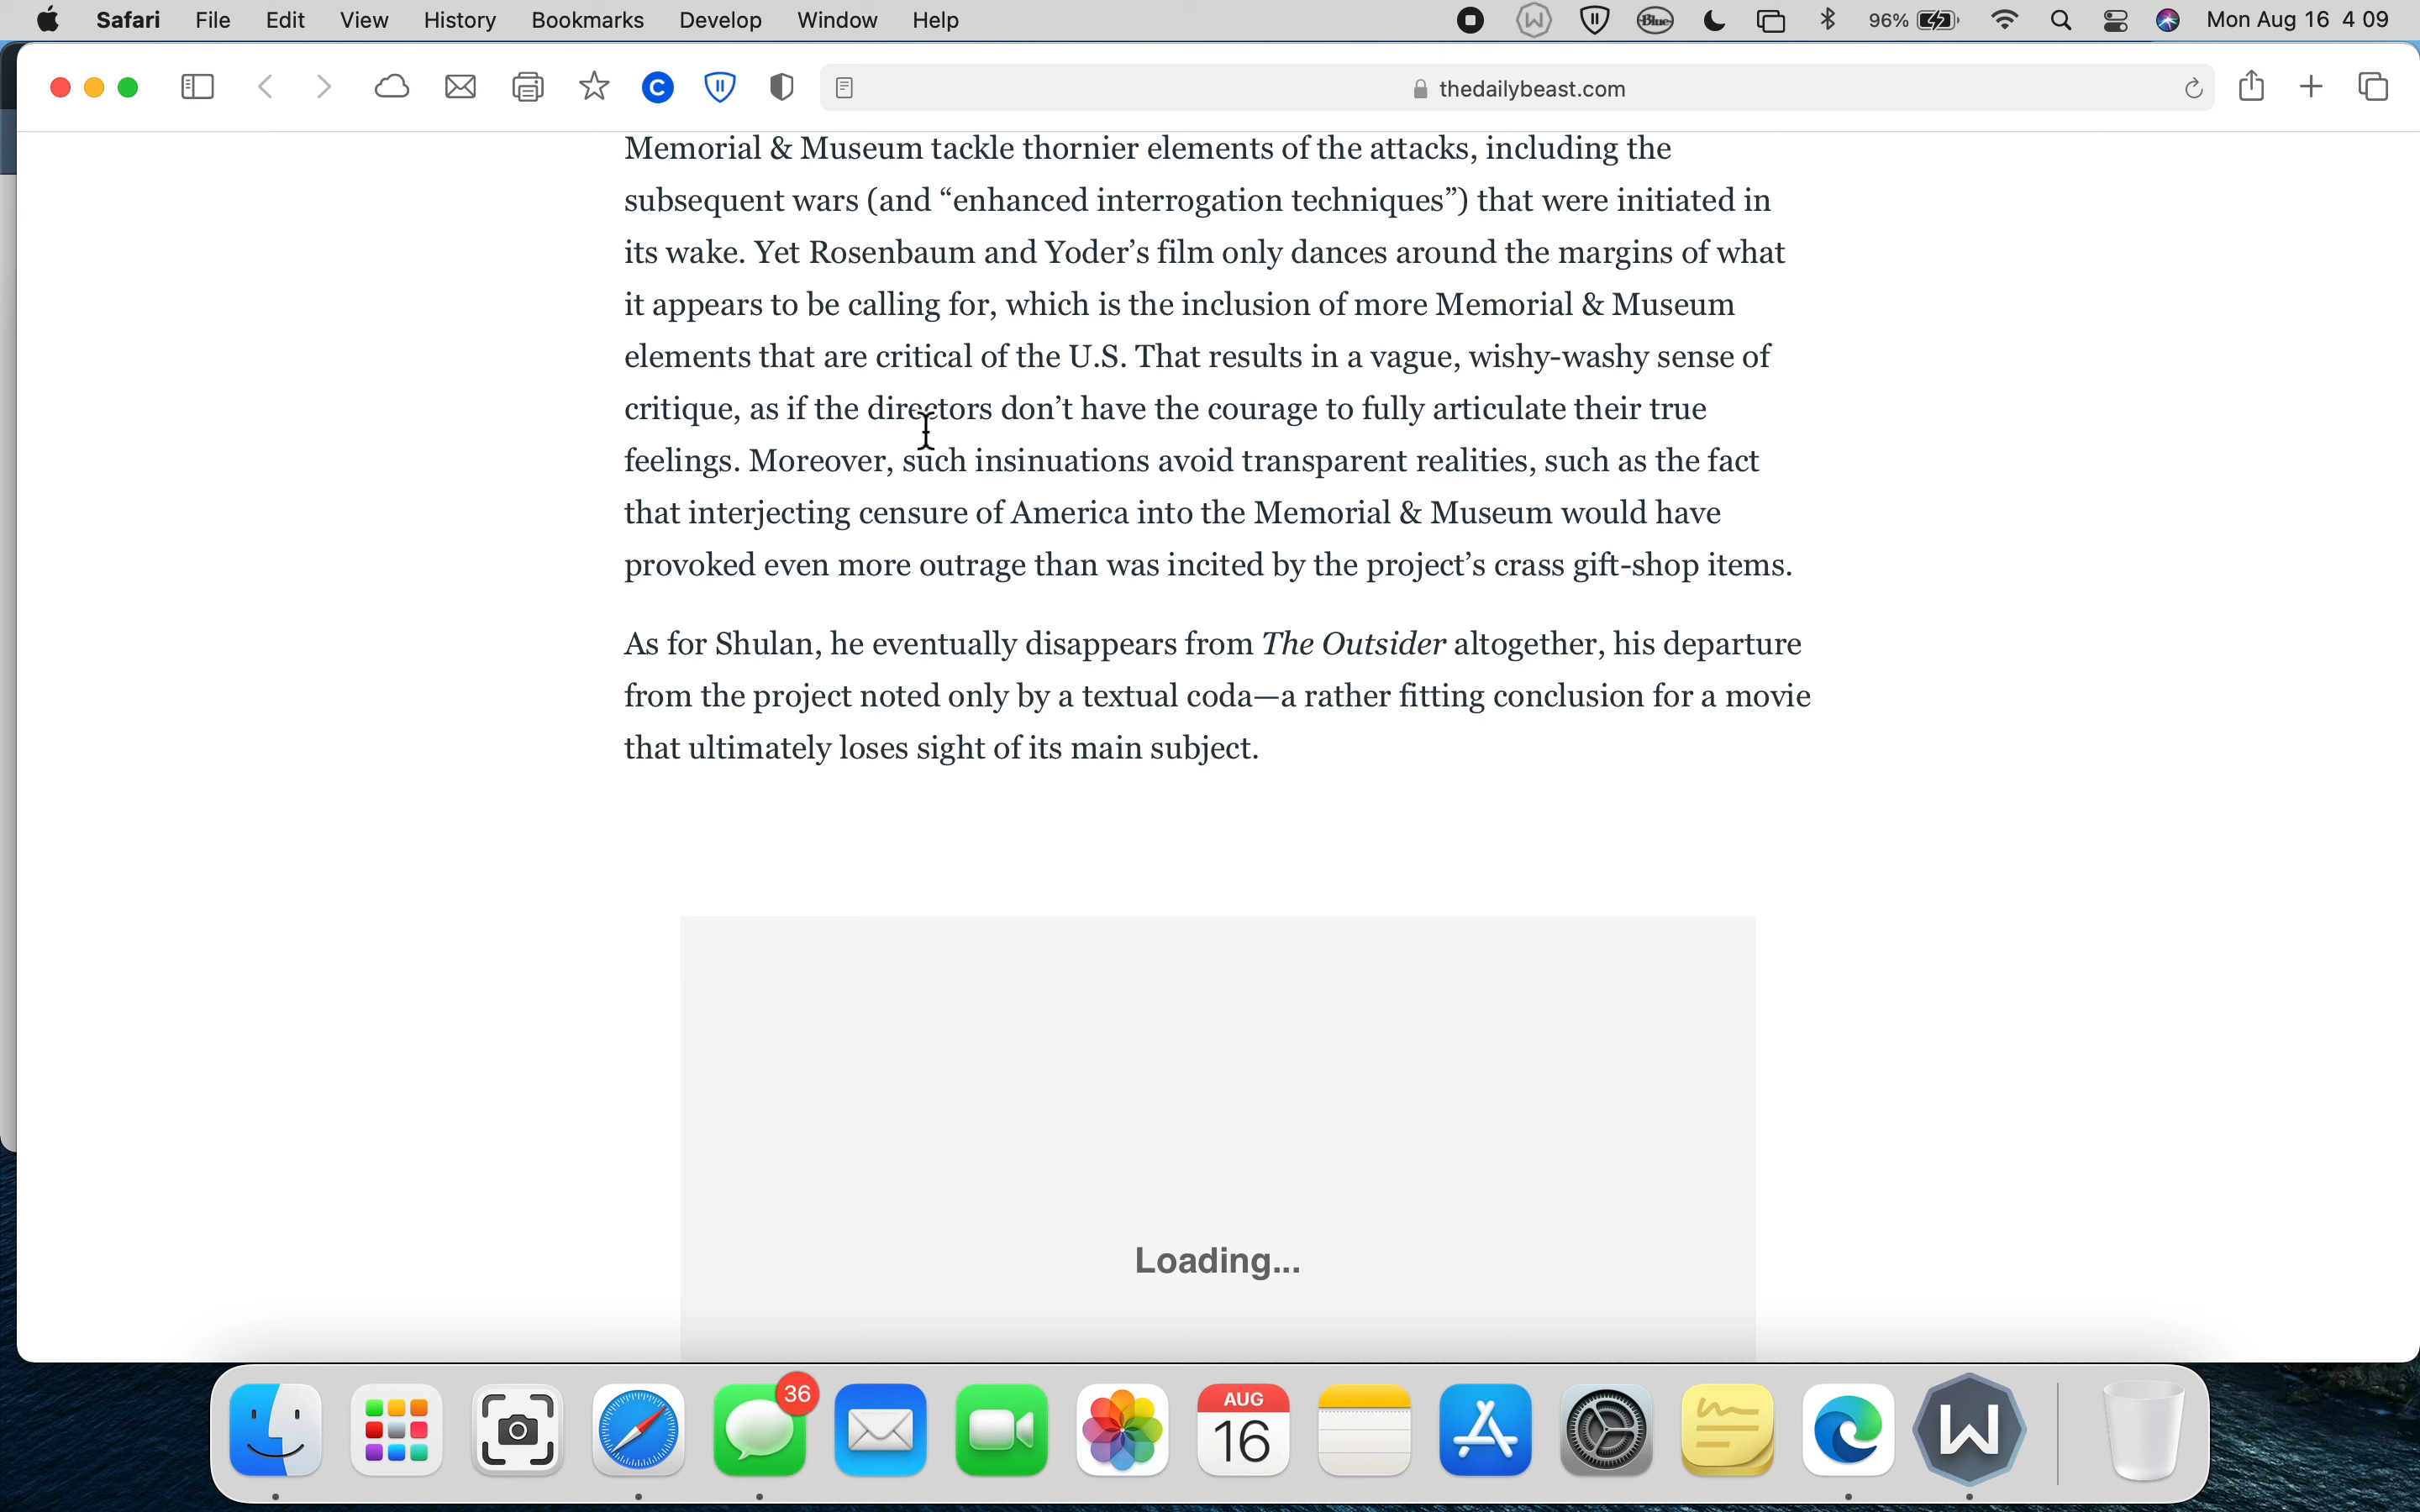 Safari File Edit View History Bookmarks Develop Window Help Blue 96% Mon Aug 16 4 09
thedailybeast.com
Memorial & Museum tackle thornier elements of the attacks, including the
subsequent wars (and “enhanced interrogation techniques”) that were initiated in
its wake. Yet Rosenbaum and Yoder’s film only dances around the margins of what
it appears to be calling for, which is the inclusion of more Memorial & Museum
elements that are critical of the U.S. That results in a vague, wishy-washy sense of
critique, as if the directors don’t have the courage to fully articulate their true
feelings. Moreover, such insinuations avoid transparent realities, such as the fact
that interjecting censure of America into the Memorial & Museum would have
provoked even more outrage than was incited by the project’s crass gift-shop items.
As for Shulan, he eventually disappears from The Outsider altogether, his departure
from the project noted only by a textual coda—a rather fitting conclusion for a movie
that ultimately loses sight of its main subject.
Loading...
36
AUG
16